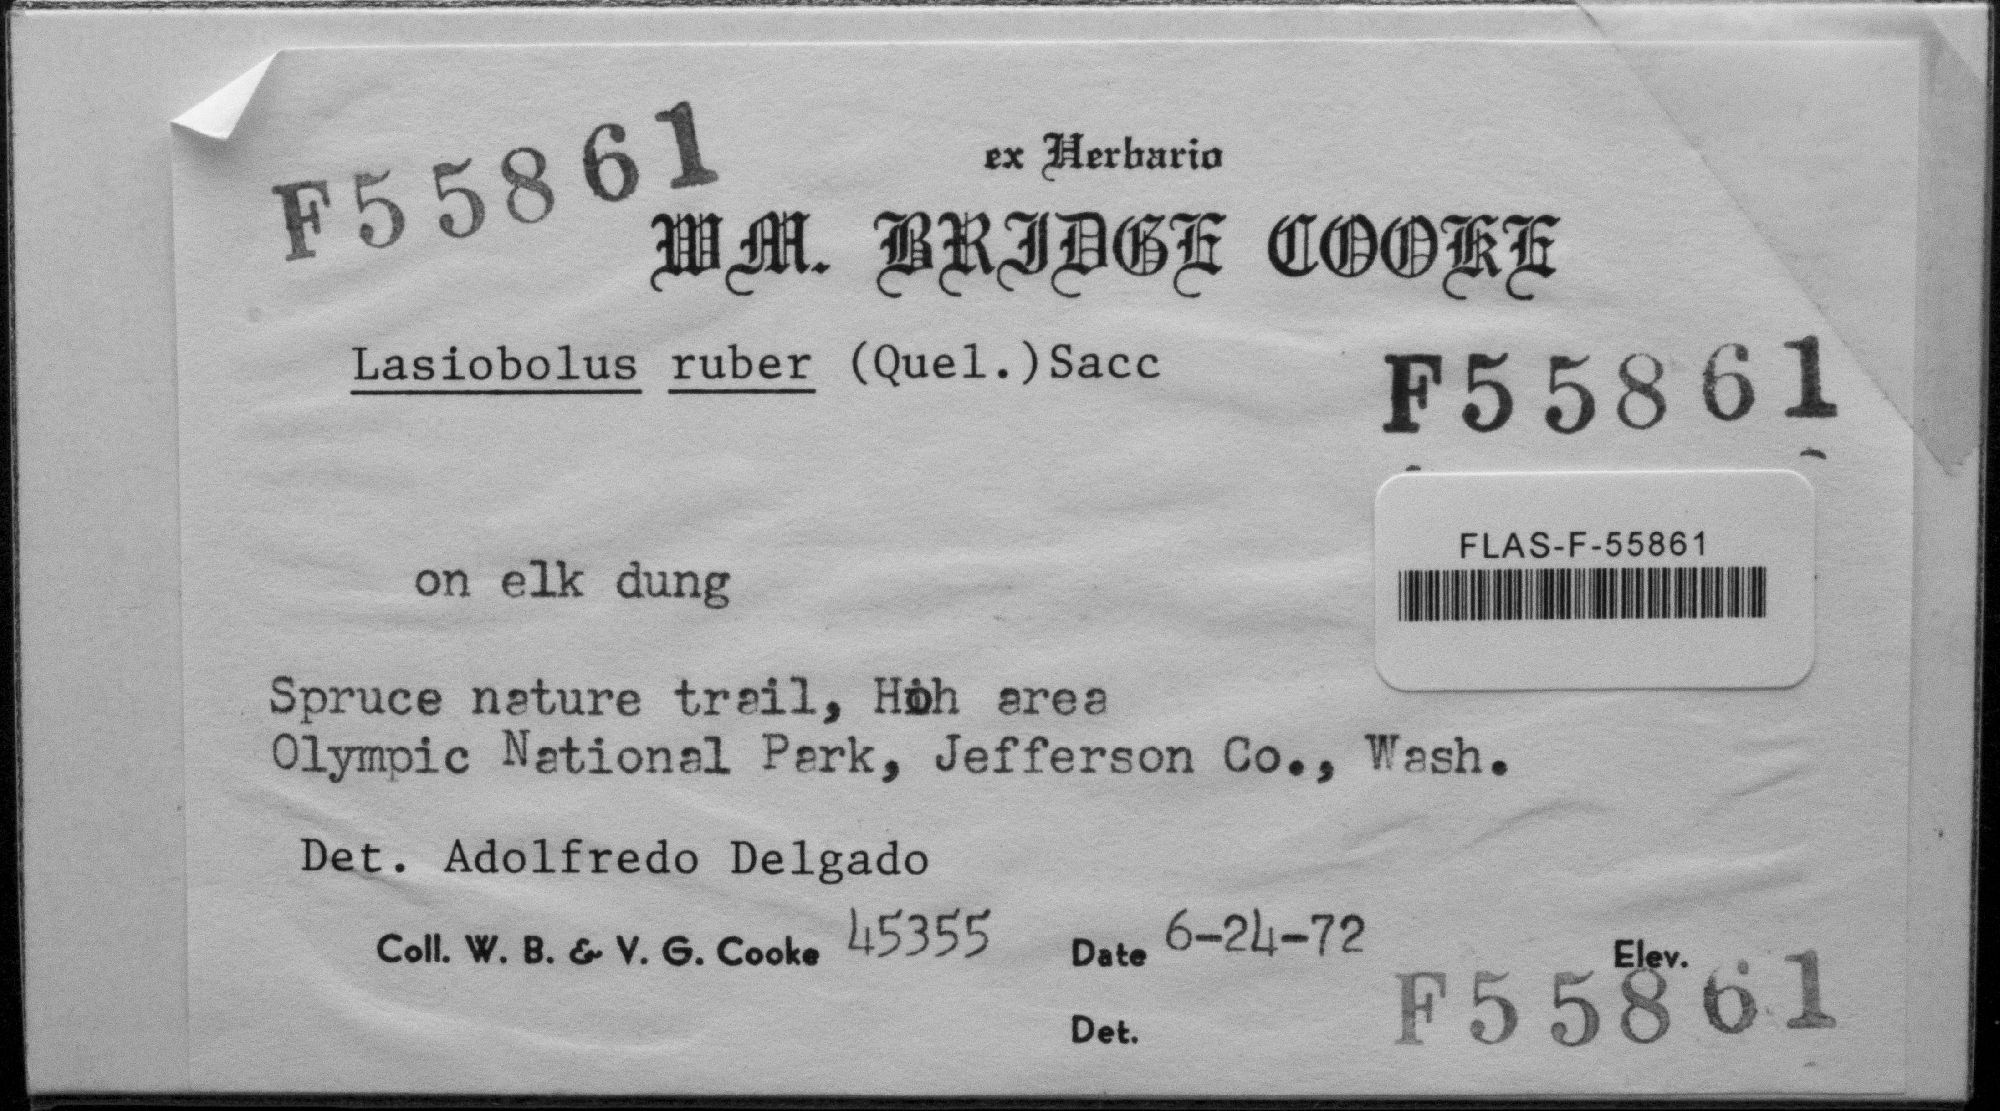 F55861
ex Herbario
WM. BRIDGE COOKE
Lasiobolus ruber (Quel.)Sacc
F55861
FLAS-F-55861
on elk dung
Spruce nature trail, Hoh area
Olympic National Park, Jefferson Co., Wash.
Det. Adolfredo Delgado
Coll. W. B. & V. G. Cooke 45355 Date 6-24-72 Elev.
F55861
Det.